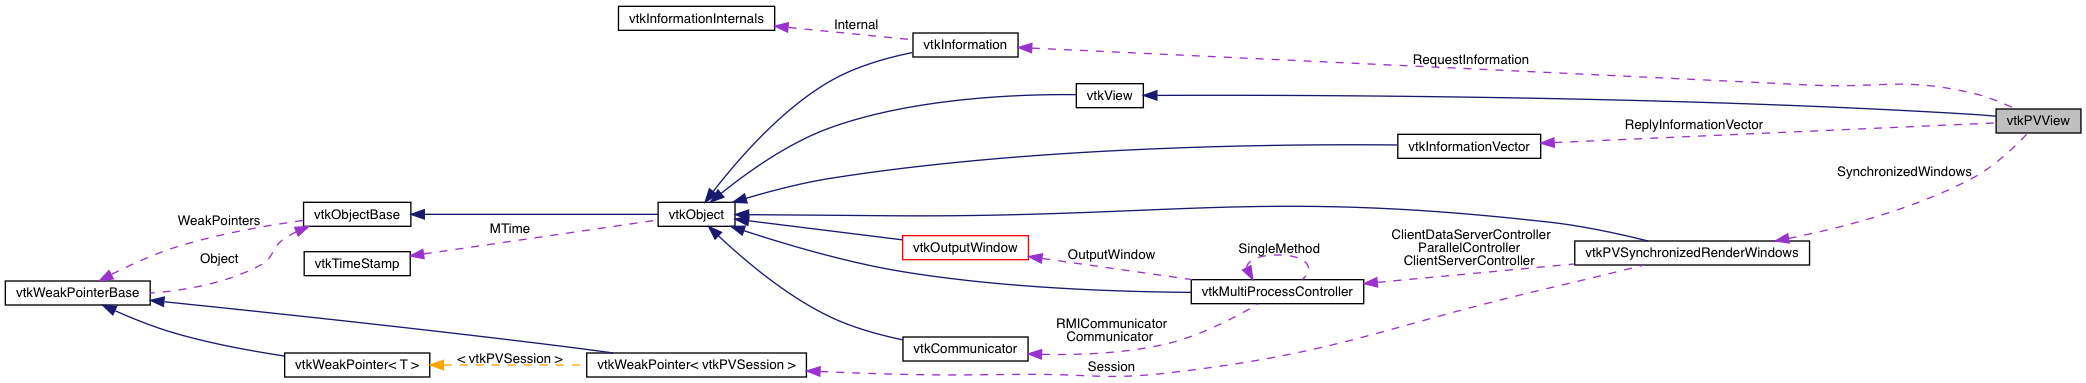 vtkInformationInternals
Internal
vtkInformation
RequestInformation
vtkView
vtkPVView
ReplyInformationVector
vtkInformationVector
SynchronizedWindows
vtkObjectBase
vtkObject
WeakPointers
MTime
ClientDataServerController
ParallelController
ClientServerController
vtkOutputWindow
OutputWindow
SingleMethod
vtkPVSynchronizedRenderWindows
Object
vtkTimeStamp
vtkWeakPointerBase
vtkMultiProcessController
RMICommunicator
Communicator
vtkCommunicator
vtkWeakPointer< T >
< vtkPVSession >
vtkWeakPointer< vtkPVSession >
Session